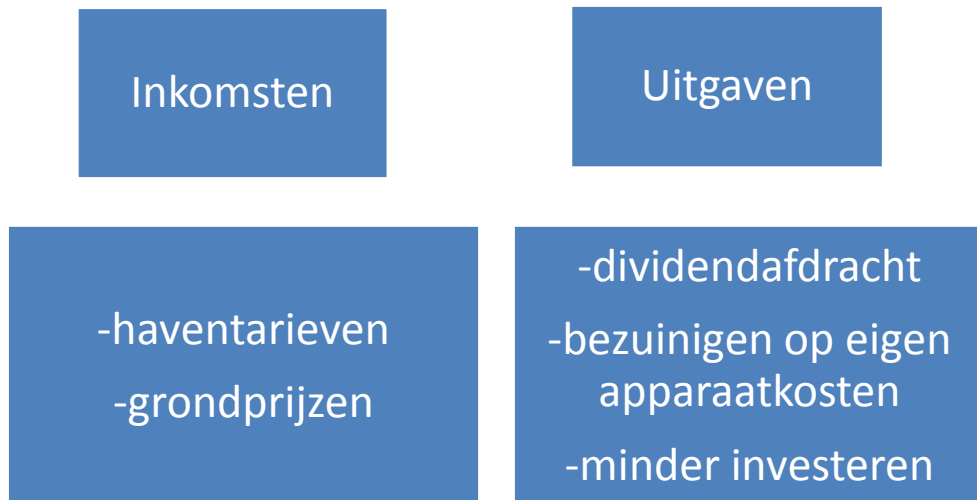 Inkomsten
Uitgaven
-haventarieven
-grondprijzen
-dividendafdracht
-bezuinigen op eigen
apparaatkosten
-minder investeren